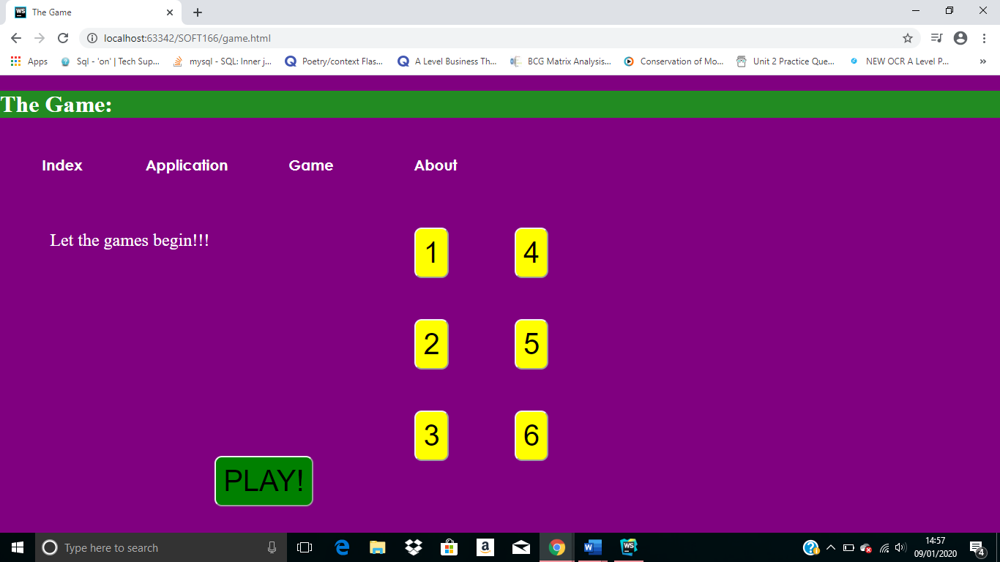 The Game
localhost:63342/SOFT166/game.html
Apps Sql - 'on' | Tech Sup... mysql - SQL: Inner j... Poetry/context Flas... A Level Business Th... BCG Matrix Analysis... Conservation of Mo... Unit 2 Practice Que... NEW OCR A Level P... »
The Game:
Index Application Game About
Let the games begin!!!
1 4
2 5
3 6
PLAY!
Type here to search
14:57
09/01/2020
4